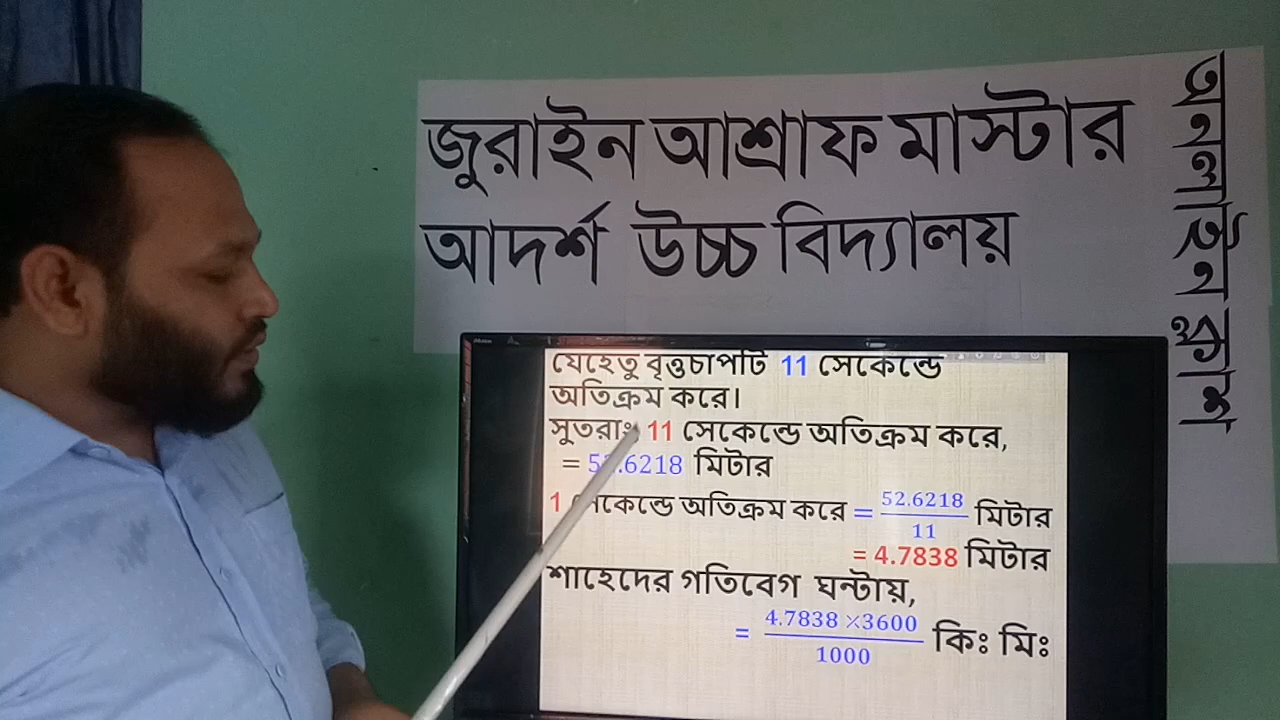 জুরাইন আশ্রাফ মাস্টার
আদর্শ উচ্চ বিদ্যালয়
অনলাইন ক্লাশ
যেহেতু বৃত্তচাপটি 11 সেকেন্ডে
অতিক্রম করে।
সুতরাং 11 সেকেন্ডে অতিক্রম করে,
= 52.6218 মিটার
1 সেকেন্ডে অতিক্রম করে = 52.6218/11 মিটার
= 4.7838 মিটার
শাহেদের গতিবেগ ঘন্টায়,
= 4.7838 ×3600/1000 কিঃ মিঃ